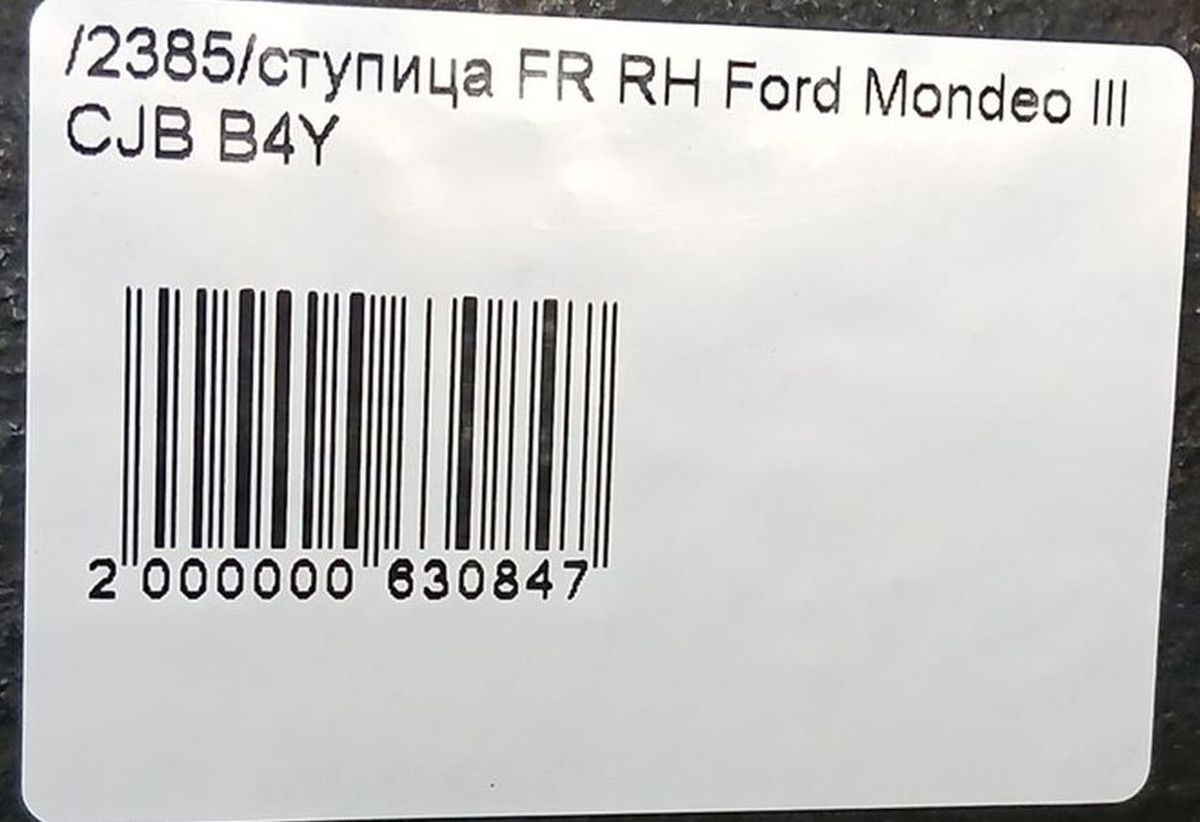 /2385/ступица FR RH Ford Mondeo III
CJB B4Y
2 000000 630847